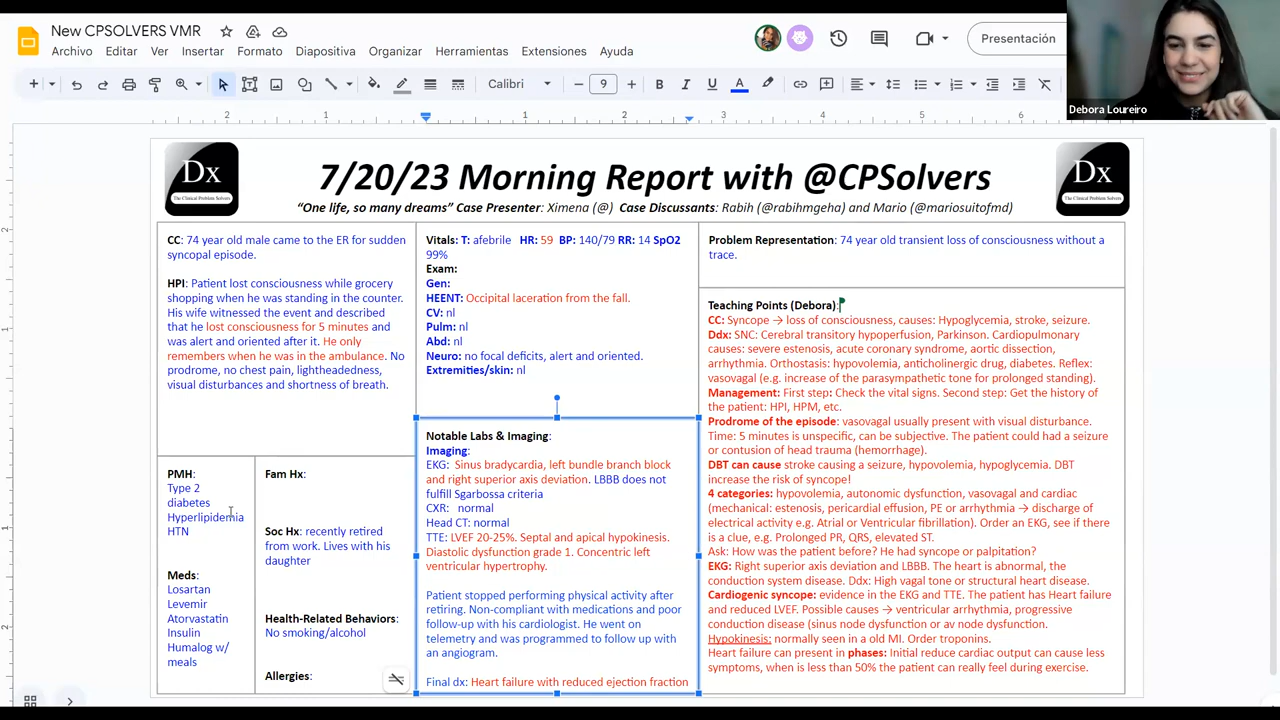 New CPSOLVERS VMR
Archivo Editar Ver Insertar Formato Diapositiva Organizar Herramientas Extensiones Ayuda
Presentación
Calibri
9
Debora Loureiro
2 1 1 2 4 5 6
2
1
1
2
Dx
The Clinical Problem Solvers
7/20/23 Morning Report with @CPSolvers
"One life, so many dreams" Case Presenter: Ximena (@) Case Discussants: Rabih (@rabihmgeha) and Mario (@mariosuitofmd)
Dx
The Clinical Problem Solvers
CC: 74 year old male came to the ER for sudden
syncopal episode.
HPI: Patient lost consciousness while grocery
shopping when he was standing in the counter.
His wife witnessed the event and described
that he lost consciousness for 5 minutes and
was alert and oriented after it. He only
remembers when he was in the ambulance. No
prodrome, no chest pain, lightheadedness,
visual disturbances and shortness of breath.
PMH:
Type 2
diabetes
Hyperlipidemia
HTN
Meds:
Losartan
Levemir
Atorvastatin
Insulin
Humalog w/
meals
Fam Hx:
Soc Hx: recently retired
from work. Lives with his
daughter
Health-Related Behaviors:
No smoking/alcohol
Allergies:
Vitals: T: afebrile HR: 59 BP: 140/79 RR: 14 SpO2
99%
Exam:
Gen:
HEENT: Occipital laceration from the fall.
CV: nl
Pulm: nl
Abd: nl
Neuro: no focal deficits, alert and oriented.
Extremities/skin: nl
Notable Labs & Imaging:
Imaging:
EKG: Sinus bradycardia, left bundle branch block
and right superior axis deviation. LBBB does not
fulfill Sgarbossa criteria
CXR: normal
Head CT: normal
TTE: LVEF 20-25%. Septal and apical hypokinesis.
Diastolic dysfunction grade 1. Concentric left
ventricular hypertrophy.
Patient stopped performing physical activity after
retiring. Non-compliant with medications and poor
follow-up with his cardiologist. He went on
telemetry and was programmed to follow up with
an angiogram.
Final dx: Heart failure with reduced ejection fraction
Problem Representation: 74 year old transient loss of consciousness without a
trace.
Teaching Points (Debora):
CC: Syncope → loss of consciousness, causes: Hypoglycemia, stroke, seizure.
Ddx: SNC: Cerebral transitory hypoperfusion, Parkinson. Cardiopulmonary
causes: severe estenosis, acute coronary syndrome, aortic dissection,
arrhythmia. Orthostasis: hypovolemia, anticholinergic drug, diabetes. Reflex:
vasovagal (e.g. increase of the parasympathetic tone for prolonged standing).
Management: First step: Check the vital signs. Second step: Get the history of
the patient: HPI, HPM, etc.
Prodrome of the episode: vasovagal usually present with visual disturbance.
Time: 5 minutes is unspecific, can be subjective. The patient could had a seizure
or contusion of head trauma (hemorrhage).
DBT can cause stroke causing a seizure, hypovolemia, hypoglycemia. DBT
increase the risk of syncope!
4 categories: hypovolemia, autonomic dysfunction, vasovagal and cardiac
(mechanical: estenosis, pericardial effusion, PE or arrhythmia → discharge of
electrical activity e.g. Atrial or Ventricular fibrillation). Order an EKG, see if there
is a clue, e.g. Prolonged PR, QRS, elevated ST.
Ask: How was the patient before? He had syncope or palpitation?
EKG: Right superior axis deviation and LBBB. The heart is abnormal, the
conduction system disease. Ddx: High vagal tone or structural heart disease.
Cardiogenic syncope: evidence in the EKG and TTE. The patient has Heart failure
and reduced LVEF. Possible causes → ventricular arrhythmia, progressive
conduction disease (sinus node dysfunction or av node dysfunction.
Hypokinesis: normally seen in a old MI. Order troponins.
Heart failure can present in phases: Initial reduce cardiac output can cause less
symptoms, when is less than 50% the patient can really feel during exercise.